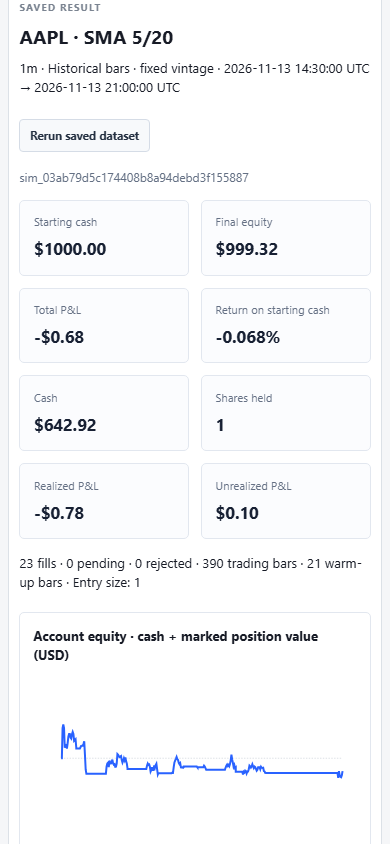 SAVED RESULT
AAPL · SMA 5/20
1m · Historical bars · fixed vintage · 2026-11-13 14:30:00 UTC
→ 2026-11-13 21:00:00 UTC
Rerun saved dataset
sim_03ab79d5c174408b8a94debd3f155887
Starting cash
$1000.00
Final equity
$999.32
Total P&L
-$0.68
Return on starting cash
-0.068%
Cash
$642.92
Shares held
1
Realized P&L
-$0.78
Unrealized P&L
$0.10
23 fills · 0 pending · 0 rejected · 390 trading bars · 21 warm-
up bars · Entry size: 1
Account equity · cash + marked position value
(USD)